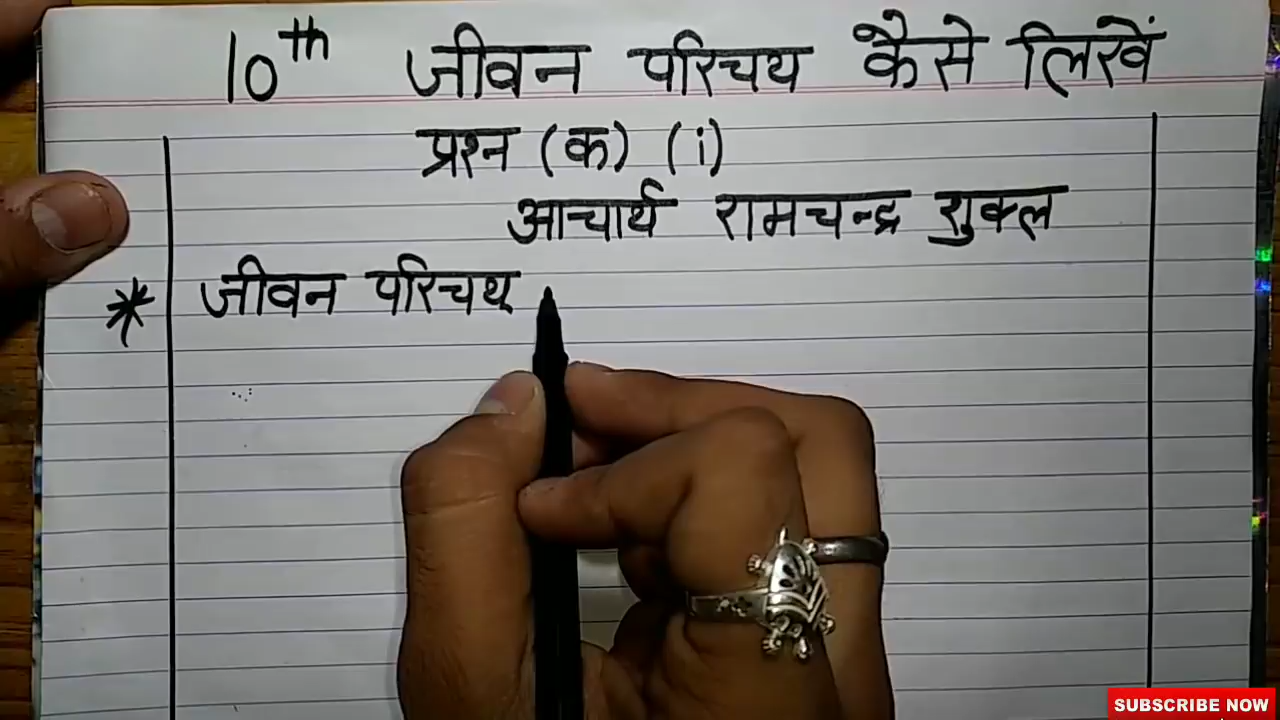 10th जीवन परिचय कैसे लिखें
प्रश्न (क) (i)
आचार्य रामचन्द्र शुक्ल
* जीवन परिचय
SUBSCRIBE NOW